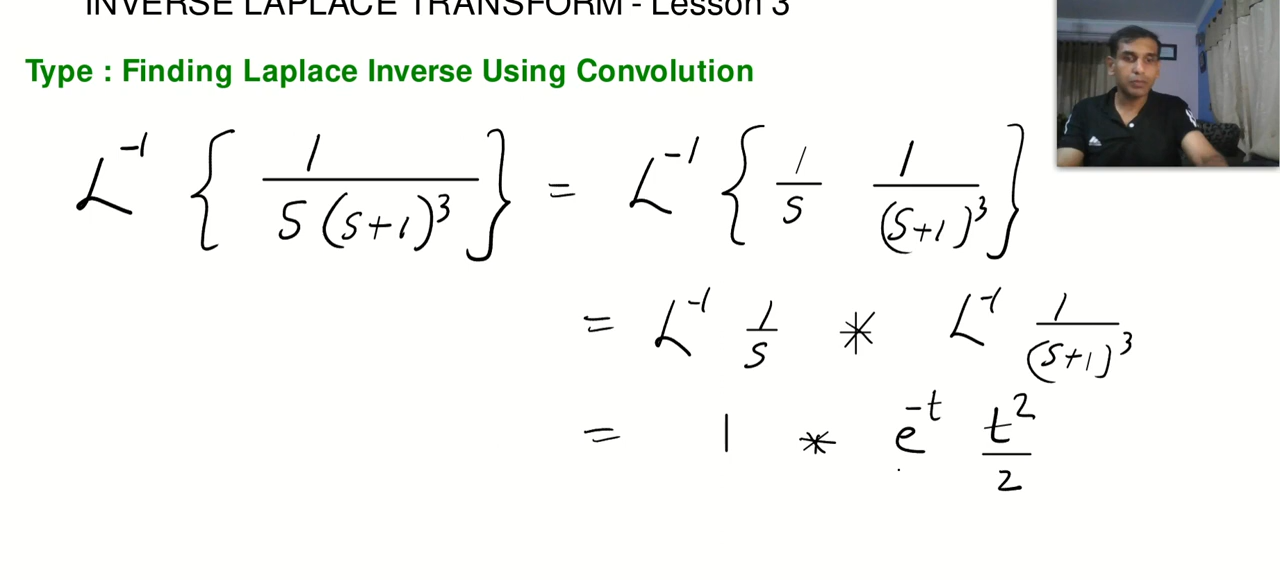 INVERSE LAPLACE TRANSFORM - Lesson 3
Type : Finding Laplace Inverse Using Convolution
L^-1 { 1 / s(s+1)^3 } = L^-1 { 1/s 1/(s+1)^3 }
= L^-1 1/s * L^-1 1/(s+1)^3
= 1 * e^-t t^2/2